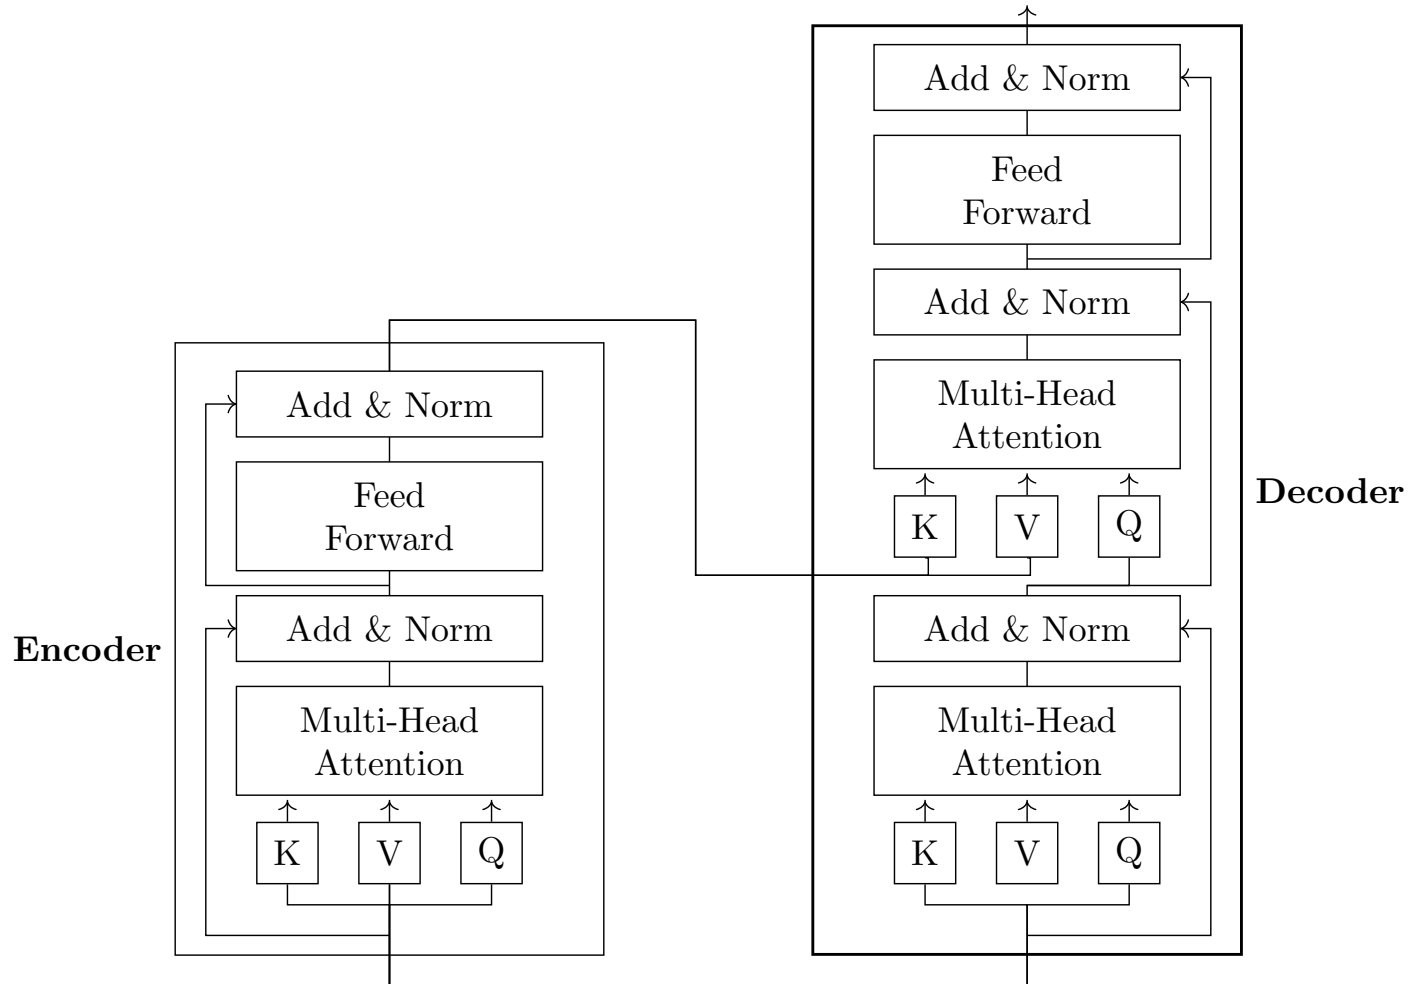 Encoder
Add & Norm
Feed
Forward
Add & Norm
Multi-Head
Attention
K V Q
Add & Norm
Feed
Forward
Add & Norm
Multi-Head
Attention
K V Q
Add & Norm
Multi-Head
Attention
K V Q
Decoder